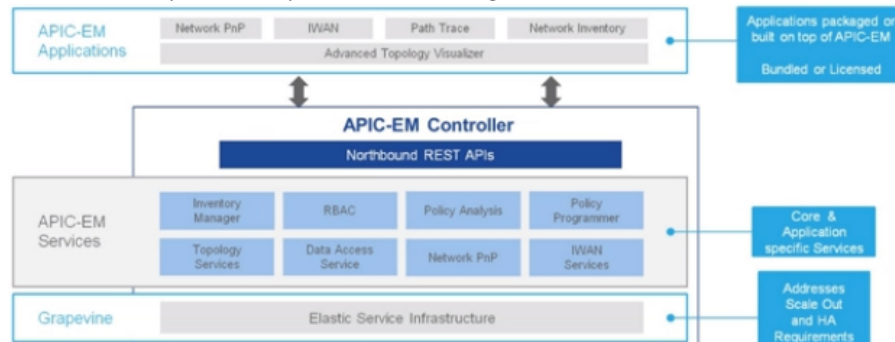 Network PnP
IWAN
Path Trace
Network Inventory
APIC-EM
Applications
Advanced Topology Visualizer
Applications packaged or
built on top of APIC-EM
Bundled or Licensed
APIC-EM Controller
Northbound REST APIs
APIC-EM
Services
Inventory
Manager
RBAC
Policy Analysis
Policy
Programmer
Topology
Services
Data Access
Service
Network PnP
IWAN
Services
Core &
Application
specific Services
Grapevine
Elastic Service Infrastructure
Addresses
Scale Out
and HA
Requirements